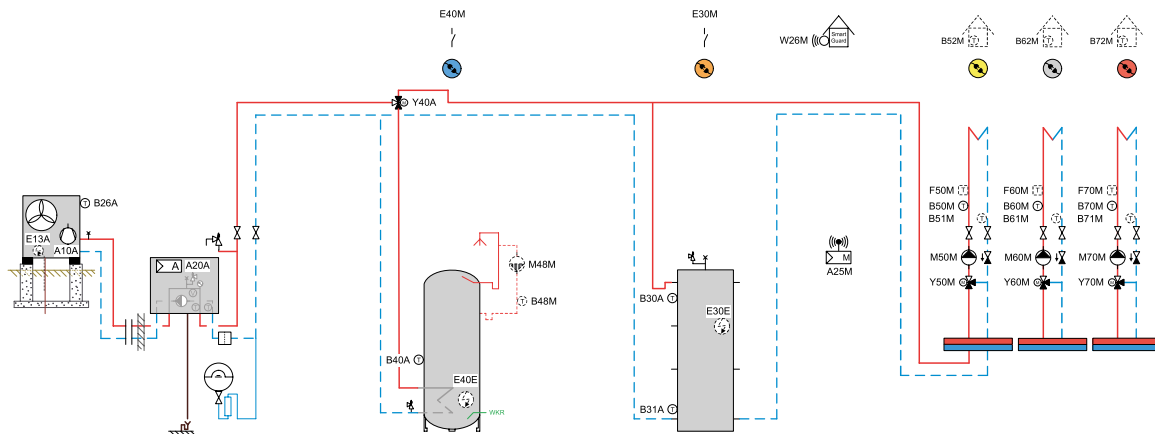 E40M
E30M
W26M
Smart
Guard
B52M
T
B62M
T
B72M
T
M
Y40A
T
B26A
E13A
A10A
A
A20A
F50M
T
F60M
T
F70M
T
B50M
T
B60M
T
B70M
T
B51M
T
B61M
T
B71M
T
M48M
M
A25M
M50M
M60M
M70M
T
B48M
Y50M
M
Y60M
M
Y70M
M
B30A
T
E30E
B40A
T
E40E
B31A
T
WKR